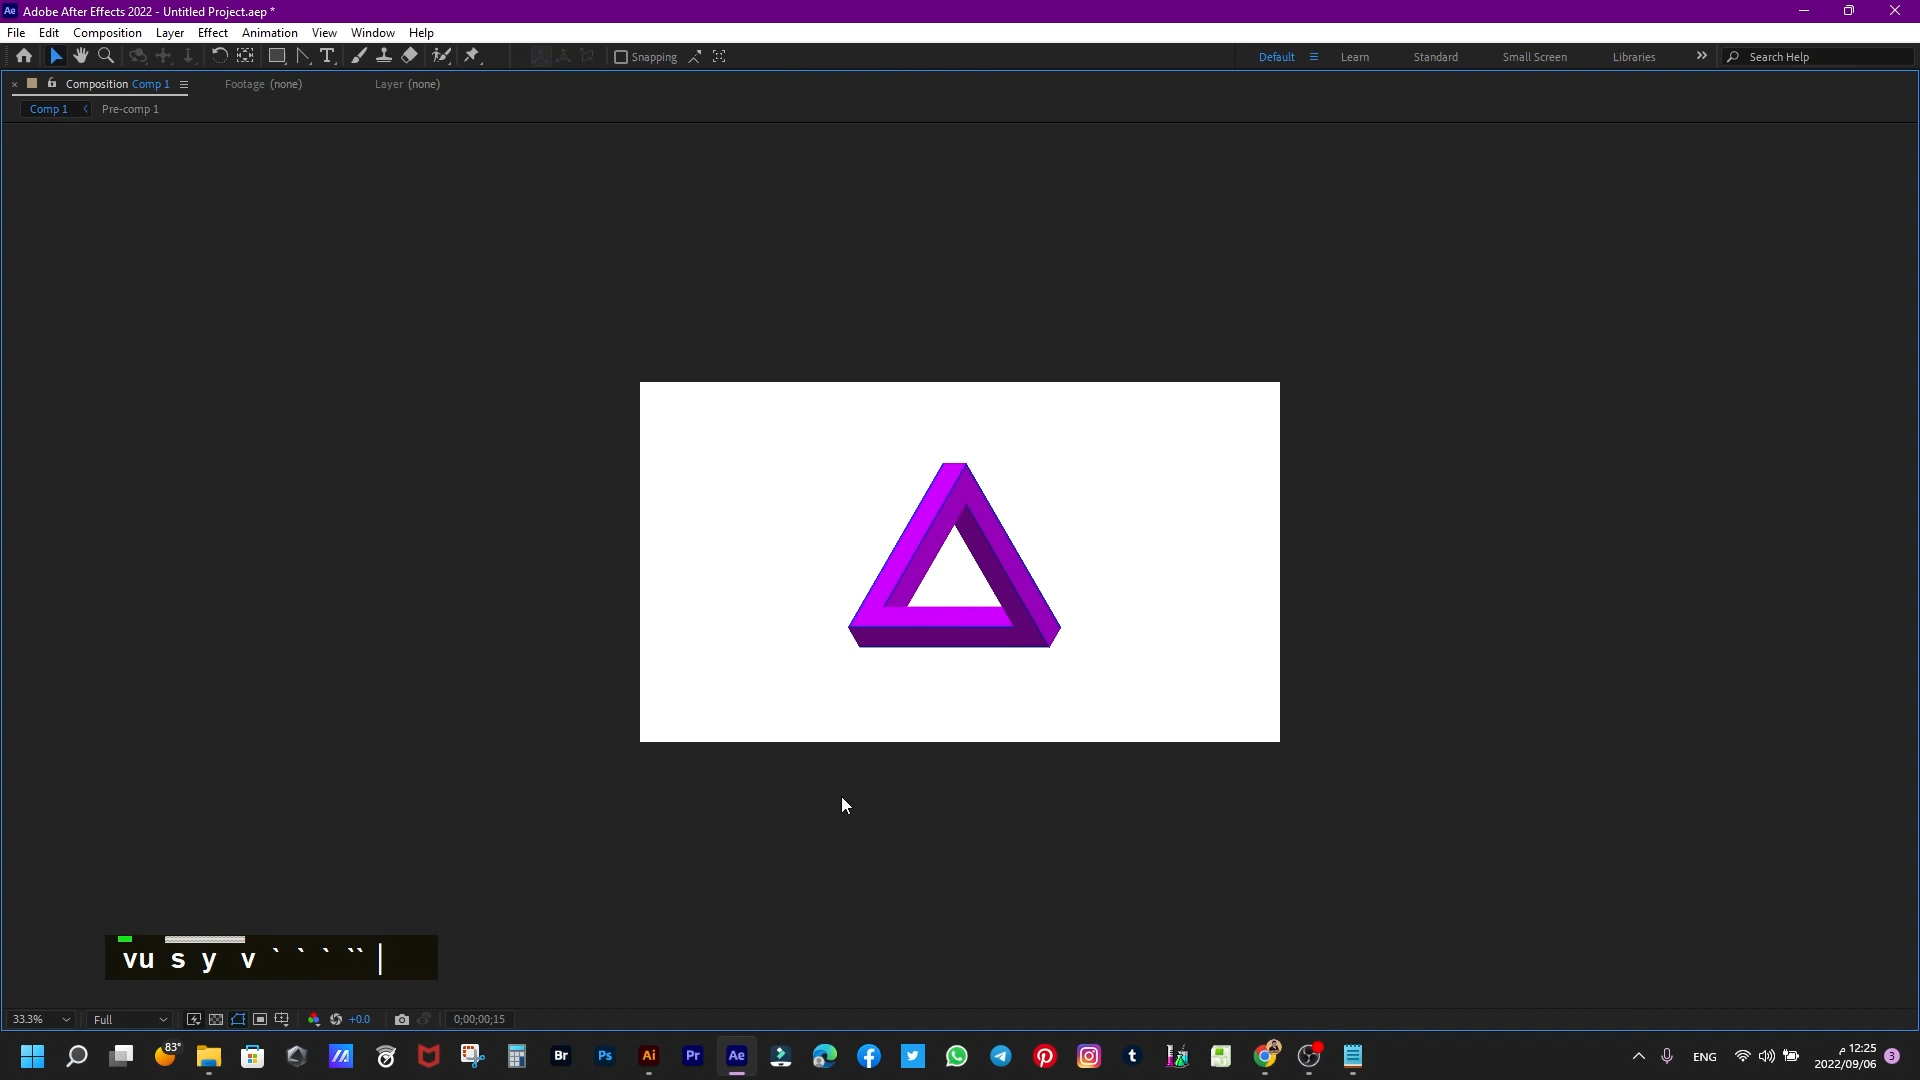 Ae Adobe After Effects 2022 - Untitled Project.aep *
File Edit Composition Layer Effect Animation View Window Help
T Snapping Default Learn Standard Small Screen Libraries Search Help
× Composition Comp 1 Footage (none) Layer (none)
Comp 1 Pre-comp 1
vu s y v ` ` ` `` |
33.3% Full +0.0 0;00;00;15
83° Br Ps Ai Pr Ae t ENG 12:25 م
2022/09/06 3